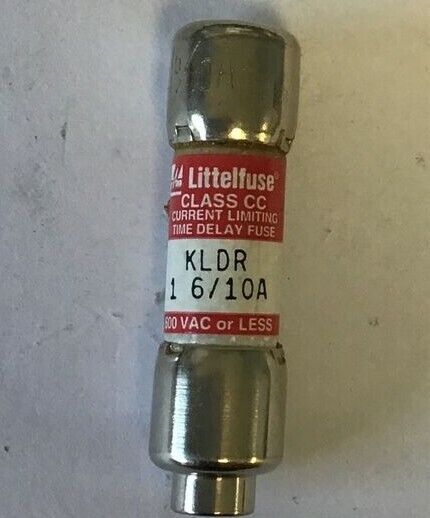 Littelfuse®
CLASS CC
CURRENT LIMITING
TIME DELAY FUSE
KLDR
1 6/10A
600 VAC or LESS